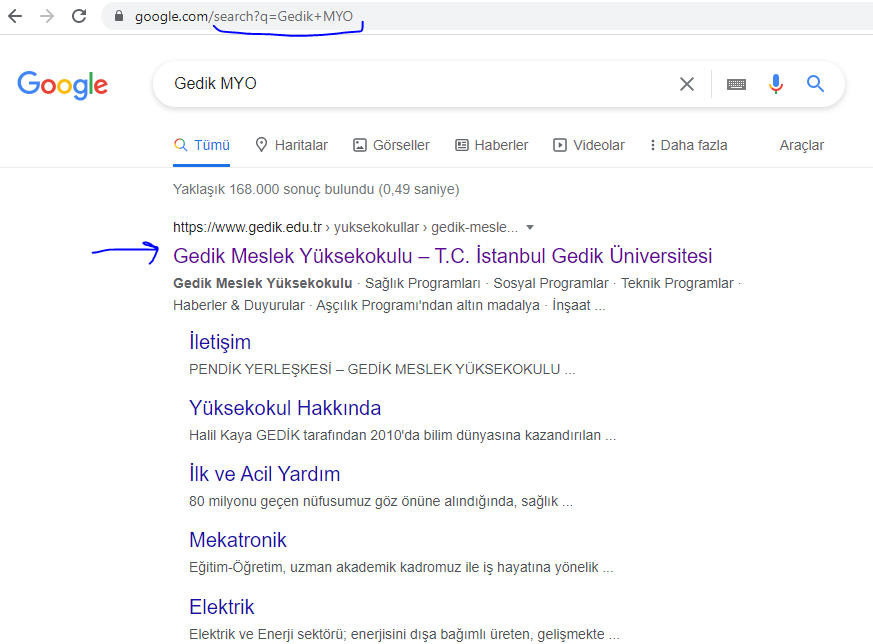 google.com/search?q=Gedik+MYO
Google
Gedik MYO
Tümü Haritalar Görseller Haberler Videolar Daha fazla Araçlar
Yaklaşık 168.000 sonuç bulundu (0,49 saniye)
https://www.gedik.edu.tr › yuksekokullar › gedik-mesle...
Gedik Meslek Yüksekokulu – T.C. İstanbul Gedik Üniversitesi
Gedik Meslek Yüksekokulu · Sağlık Programları · Sosyal Programlar · Teknik Programlar ·
Haberler & Duyurular · Aşçılık Programı'ndan altın madalya · İnşaat ...
İletişim
PENDİK YERLEŞKESİ – GEDİK MESLEK YÜKSEKOKULU ...
Yüksekokul Hakkında
Halil Kaya GEDİK tarafından 2010'da bilim dünyasına kazandırılan ...
İlk ve Acil Yardım
80 milyonu geçen nüfusumuz göz önüne alındığında, sağlık ...
Mekatronik
Eğitim-Öğretim, uzman akademik kadromuz ile iş hayatına yönelik ...
Elektrik
Elektrik ve Enerji sektörü; enerjisini dışa bağımlı üreten, gelişmekte ...